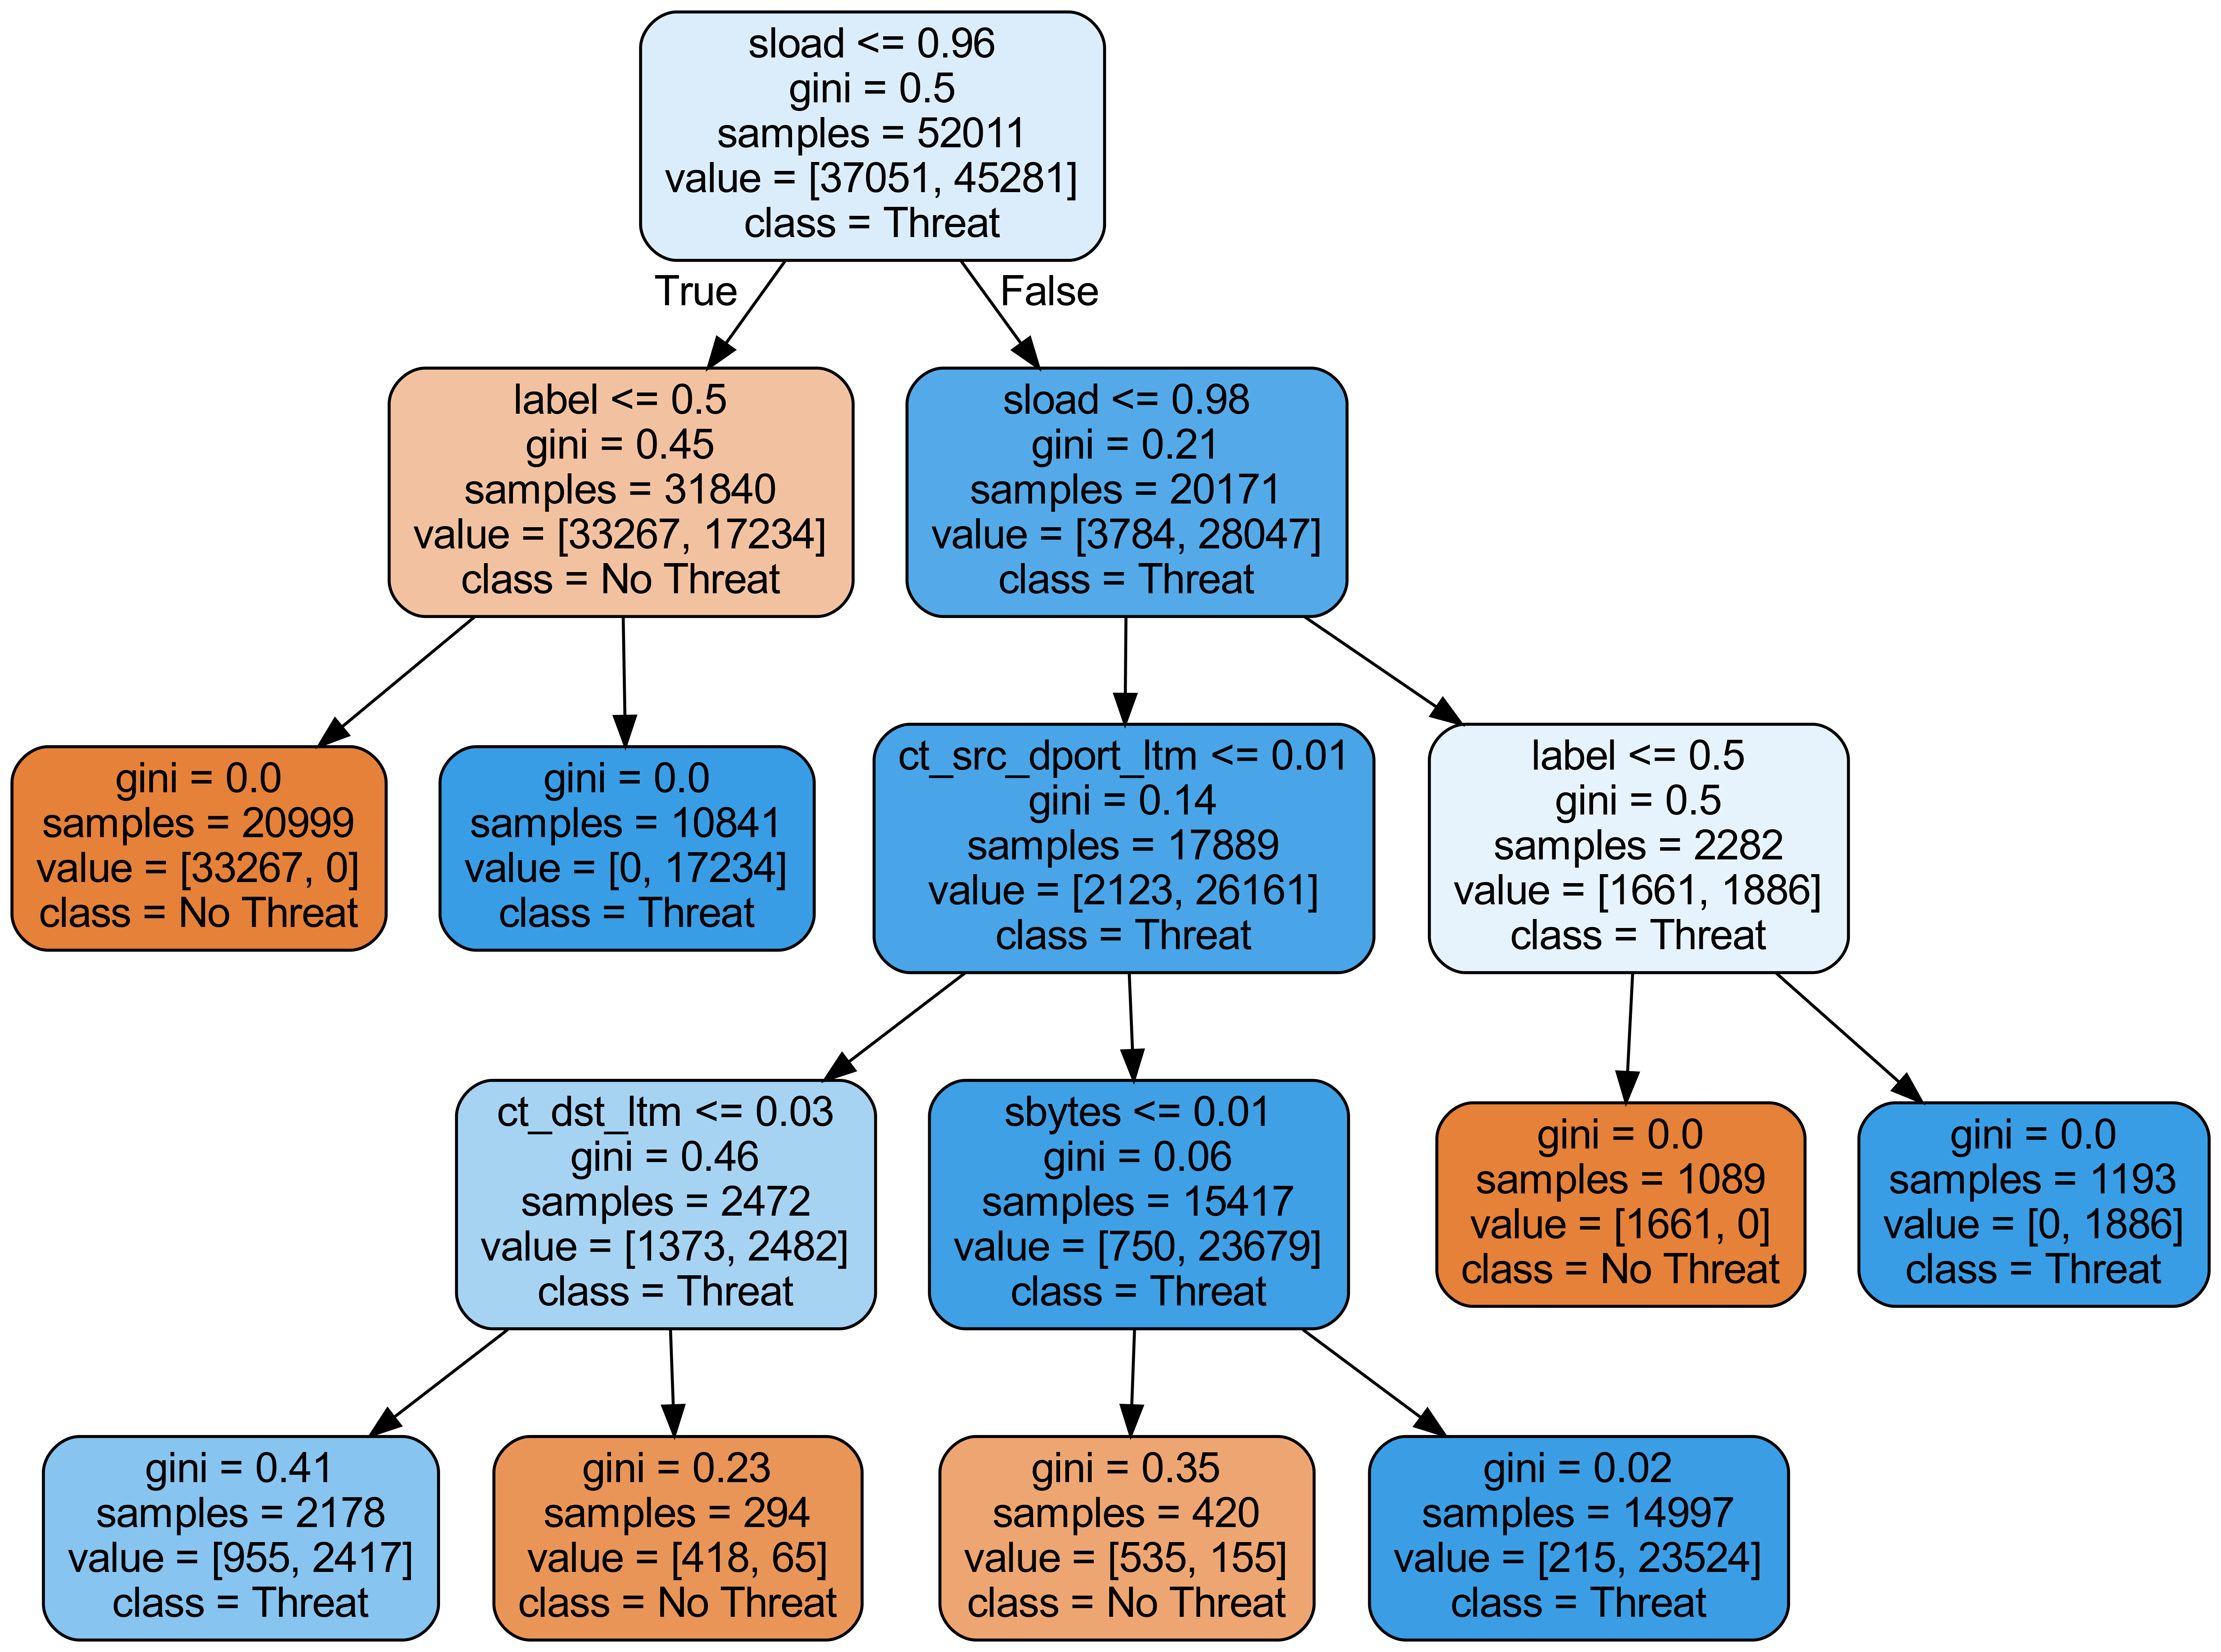 sload <= 0.96
gini = 0.5
samples = 52011
value = [37051, 45281]
class = Threat
True
False
label <= 0.5
gini = 0.45
samples = 31840
value = [33267, 17234]
class = No Threat
sload <= 0.98
gini = 0.21
samples = 20171
value = [3784, 28047]
class = Threat
gini = 0.0
samples = 20999
value = [33267, 0]
class = No Threat
gini = 0.0
samples = 10841
value = [0, 17234]
class = Threat
ct_src_dport_ltm <= 0.01
gini = 0.14
samples = 17889
value = [2123, 26161]
class = Threat
label <= 0.5
gini = 0.5
samples = 2282
value = [1661, 1886]
class = Threat
ct_dst_ltm <= 0.03
gini = 0.46
samples = 2472
value = [1373, 2482]
class = Threat
sbytes <= 0.01
gini = 0.06
samples = 15417
value = [750, 23679]
class = Threat
gini = 0.0
samples = 1089
value = [1661, 0]
class = No Threat
gini = 0.0
samples = 1193
value = [0, 1886]
class = Threat
gini = 0.41
samples = 2178
value = [955, 2417]
class = Threat
gini = 0.23
samples = 294
value = [418, 65]
class = No Threat
gini = 0.35
samples = 420
value = [535, 155]
class = No Threat
gini = 0.02
samples = 14997
value = [215, 23524]
class = Threat